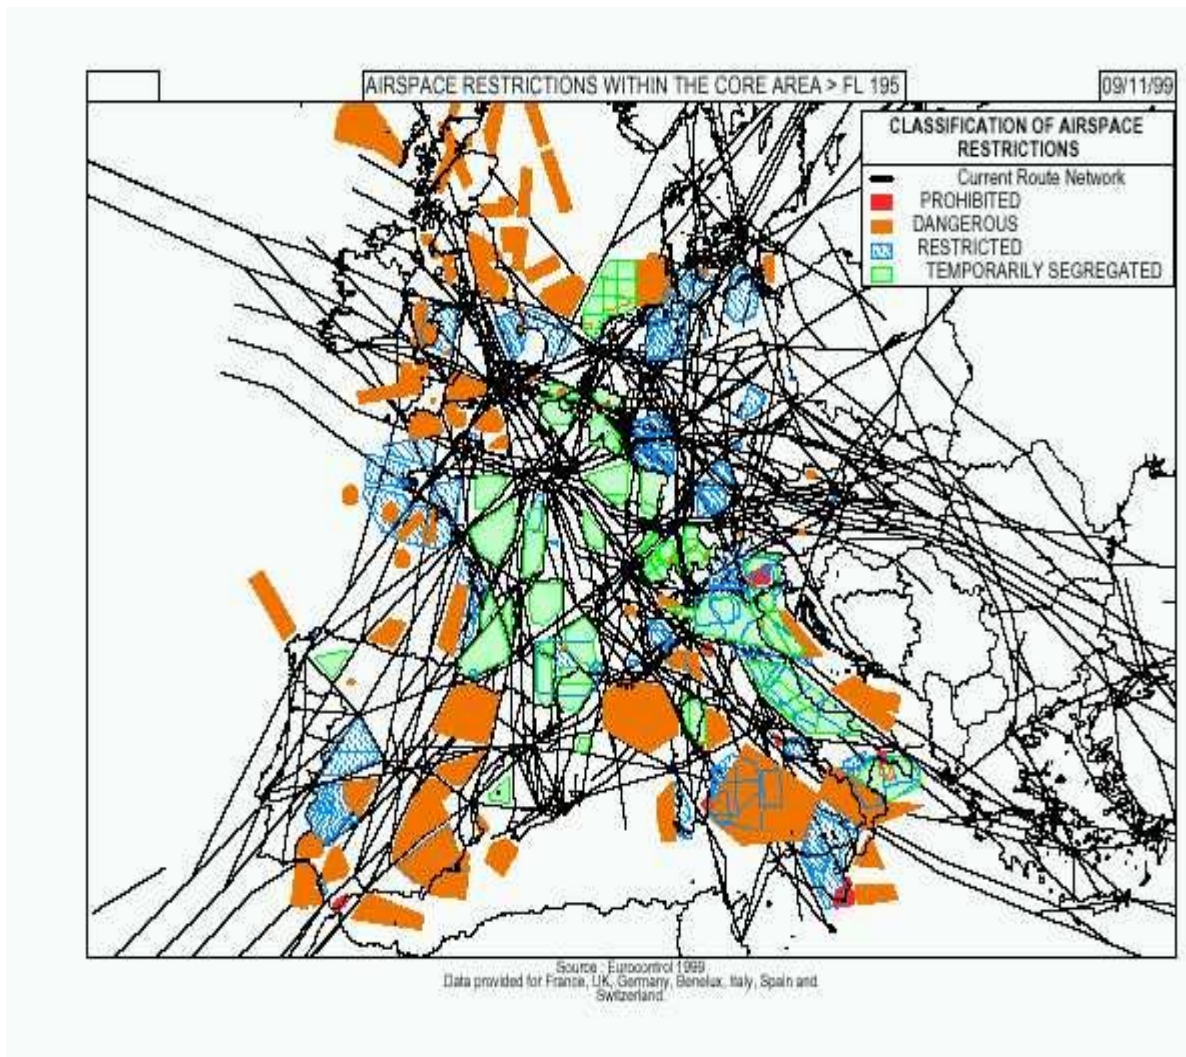 AIRSPACE RESTRICTIONS WITHIN THE CORE AREA > FL 195
09/11/99
CLASSIFICATION OF AIRSPACE
RESTRICTIONS
Current Route Network
PROHIBITED
DANGEROUS
RESTRICTED
TEMPORARILY SEGREGATED
Source : Eurocontrol 1999
Data provided for France, UK, Germany, Benelux, Italy, Spain and
Switzerland.